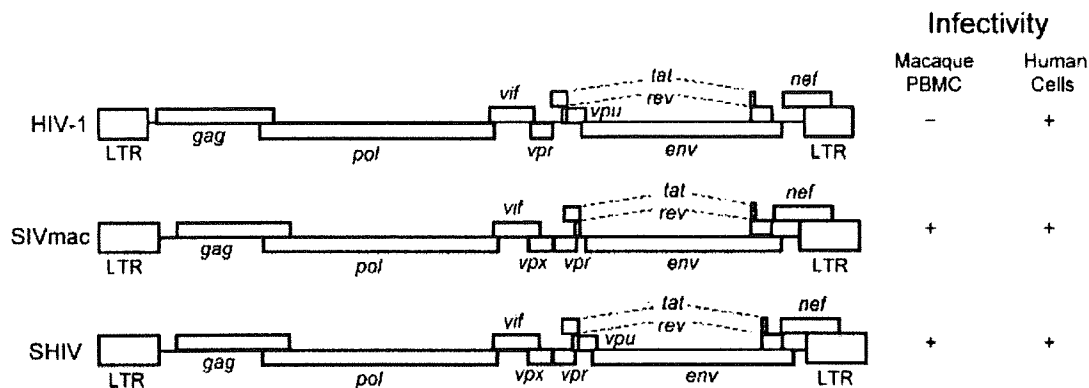 Infectivity
Macaque PBMC
Human Cells
HIV-1
LTR
gag
pol
vif
vpr
tat
rev
vpu
env
nef
LTR
−
+
SIVmac
LTR
gag
pol
vif
vpx
vpr
tat
rev
env
nef
LTR
+
+
SHIV
LTR
gag
pol
vif
vpx
vpr
tat
rev
vpu
env
nef
LTR
+
+